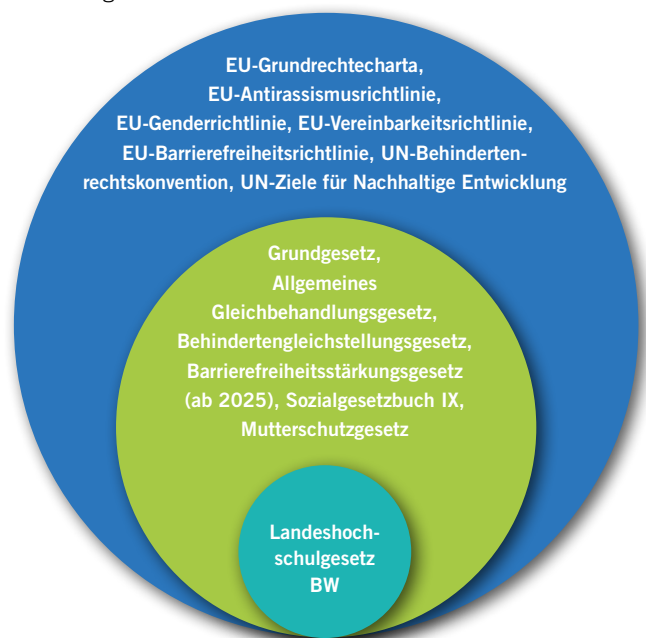 EU-Grundrechtecharta,
EU-Antirassismusrichtlinie,
EU-Genderrichtlinie, EU-Vereinbarkeitsrichtlinie,
EU-Barrierefreiheitsrichtlinie, UN-Behinderten-
rechtskonvention, UN-Ziele für Nachhaltige Entwicklung
Grundgesetz,
Allgemeines
Gleichbehandlungsgesetz,
Behindertengleichstellungsgesetz,
Barrierefreiheitsstärkungsgesetz
(ab 2025), Sozialgesetzbuch IX,
Mutterschutzgesetz
Landeshoch-
schulgesetz
BW